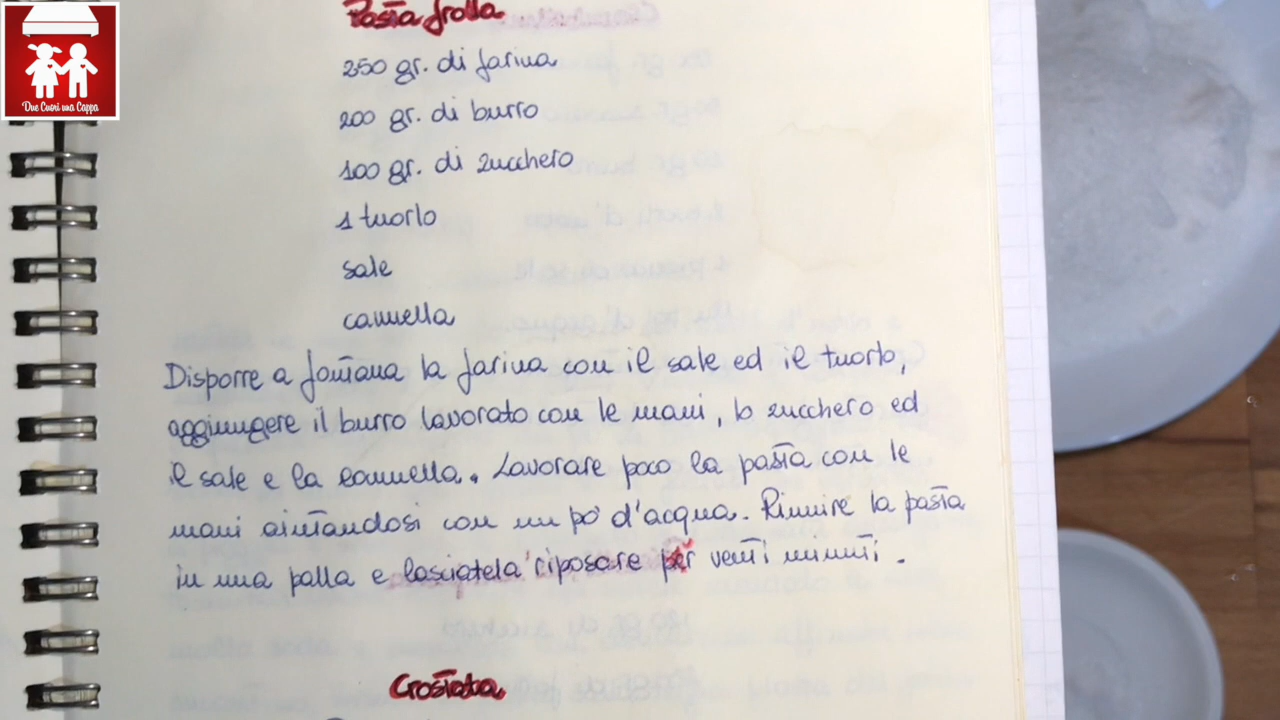 Due Cuori una Cappa
Pasta frolla
250 gr. di farina
200 gr. di burro
100 gr. di zucchero
1 tuorlo
sale
cannella
Disporre a fontana la farina con il sale ed il tuorlo,
aggiungere il burro lavorato con le mani, lo zucchero ed
il sale e la cannella. Lavorare poco la pasta con le
mani aiutandosi con un po' d'acqua. Riunire la pasta
in una palla e lasciatela riposare per venti minuti.
Crostata